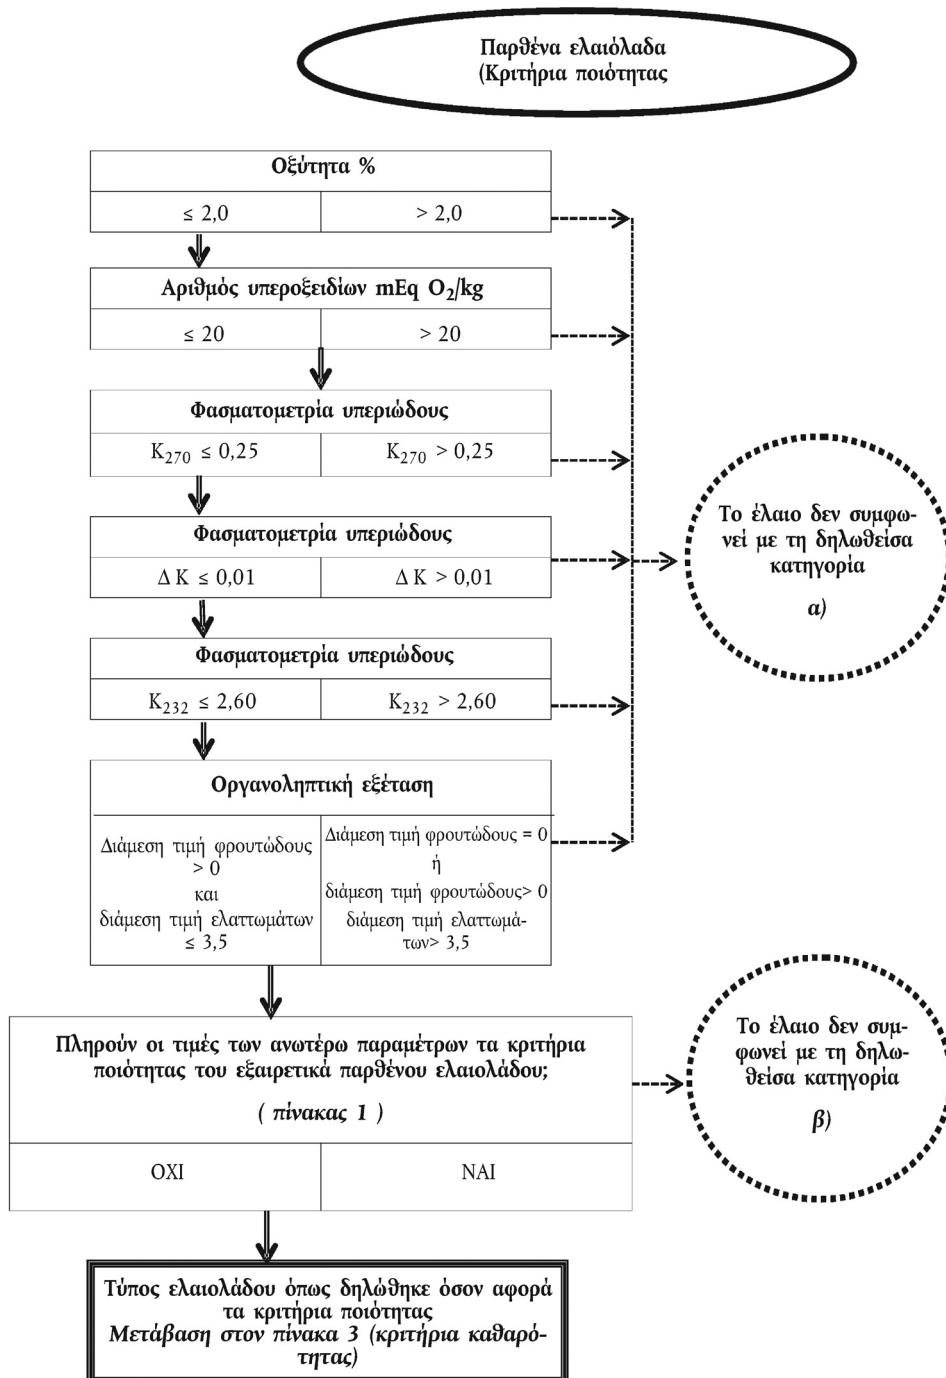 Παρθένα ελαιόλαδα
(Κριτήρια ποιότητας
Οξύτητα %
≤ 2,0
> 2,0
Αριθμός υπεροξειδίων mEq O₂/kg
≤ 20
> 20
Φασματομετρία υπεριώδους
K₂₇₀ ≤ 0,25
K₂₇₀ > 0,25
Φασματομετρία υπεριώδους
Δ K ≤ 0,01
Δ K > 0,01
Φασματομετρία υπεριώδους
K₂₃₂ ≤ 2,60
K₂₃₂ > 2,60
Το έλαιο δεν συμφω-
νεί με τη δηλωθείσα
κατηγορία
α)
Οργανοληπτική εξέταση
Διάμεση τιμή φρουτώδους
> 0
και
διάμεση τιμή ελαττωμάτων
≤ 3,5
Διάμεση τιμή φρουτώδους = 0
ή
διάμεση τιμή φρουτώδους> 0
διάμεση τιμή ελαττωμά-
των> 3,5
Πληρούν οι τιμές των ανωτέρω παραμέτρων τα κριτήρια
ποιότητας του εξαιρετικά παρθένου ελαιολάδου;
( πίνακας 1 )
ΟΧΙ
ΝΑΙ
Το έλαιο δεν συμ-
φωνεί με τη δηλω-
θείσα κατηγορία
β)
Τύπος ελαιολάδου όπως δηλώθηκε όσον αφορά
τα κριτήρια ποιότητας
Μετάβαση στον πίνακα 3 (κριτήρια καθαρό-
τητας)